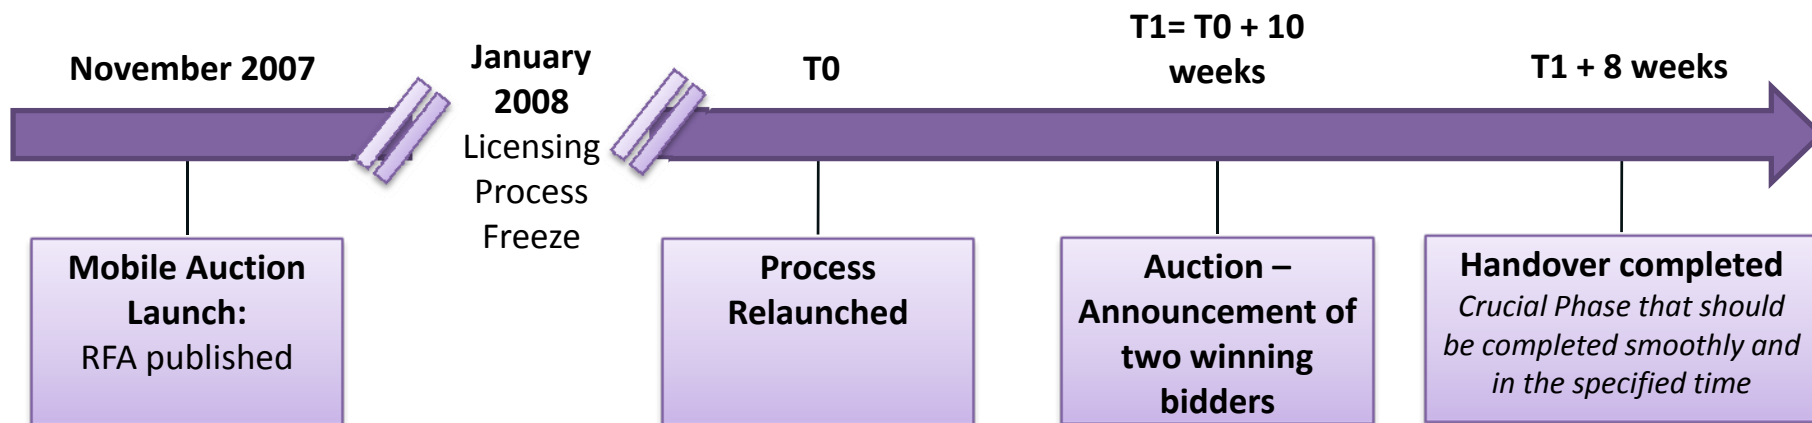 November 2007
January
2008
Licensing
Process
Freeze
T0
T1= T0 + 10
weeks
T1 + 8 weeks
Mobile Auction
Launch:
RFA published
Process
Relaunched
Auction –
Announcement of
two winning
bidders
Handover completed
Crucial Phase that should
be completed smoothly and
in the specified time